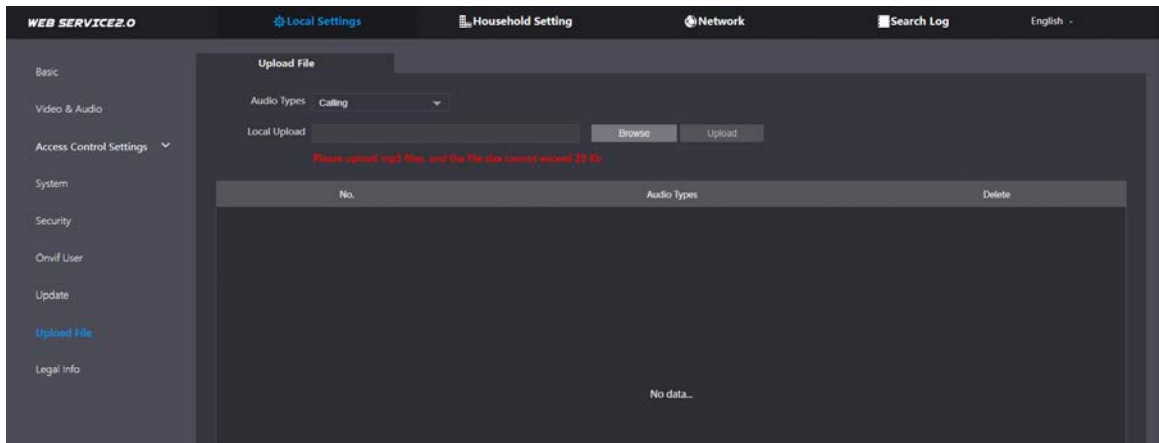 WEB SERVICE2.0 Local Settings Household Setting Network Search Log English
Upload File
Basic
Audio Types Calling
Video & Audio
Local Upload Browse Upload
Access Control Settings
Please upload mp3 files, and the file size cannot exceed 20 Kb
System
No. Audio Types Delete
Security
Onvif User
Update
Upload File
Legal Info
No data...